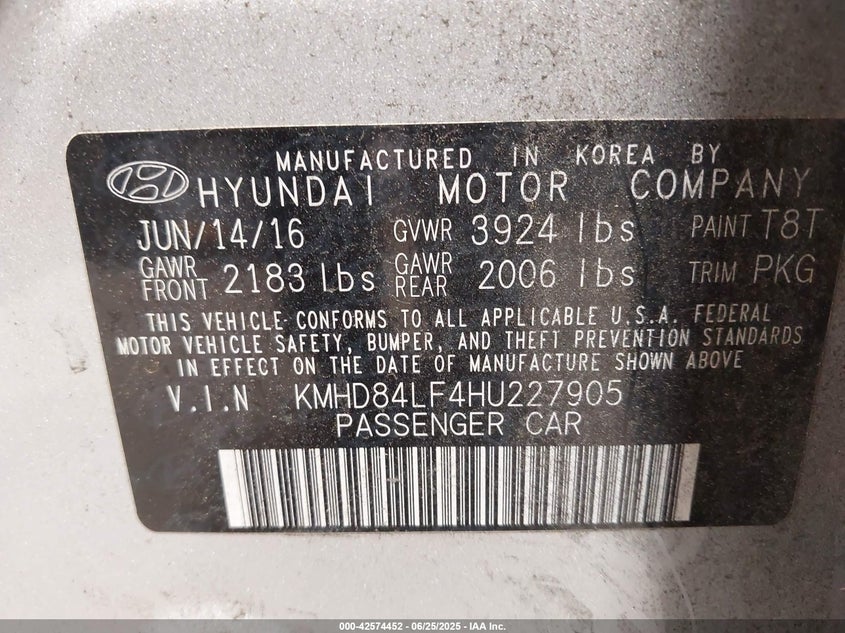 MANUFACTURED IN KOREA BY
HYUNDAI MOTOR COMPANY
JUN/14/16 GVWR 3924 lbs PAINT T8T
GAWR FRONT 2183 lbs GAWR REAR 2006 lbs TRIM PKG
THIS VEHICLE CONFORMS TO ALL APPLICABLE U.S.A. FEDERAL
MOTOR VEHICLE SAFETY, BUMPER, AND THEFT PREVENTION STANDARDS
IN EFFECT ON THE DATE OF MANUFACTURE SHOWN ABOVE
V.I.N KMHD84LF4HU227905
PASSENGER CAR
000-42574452 - 06/25/2025 - IAA Inc.